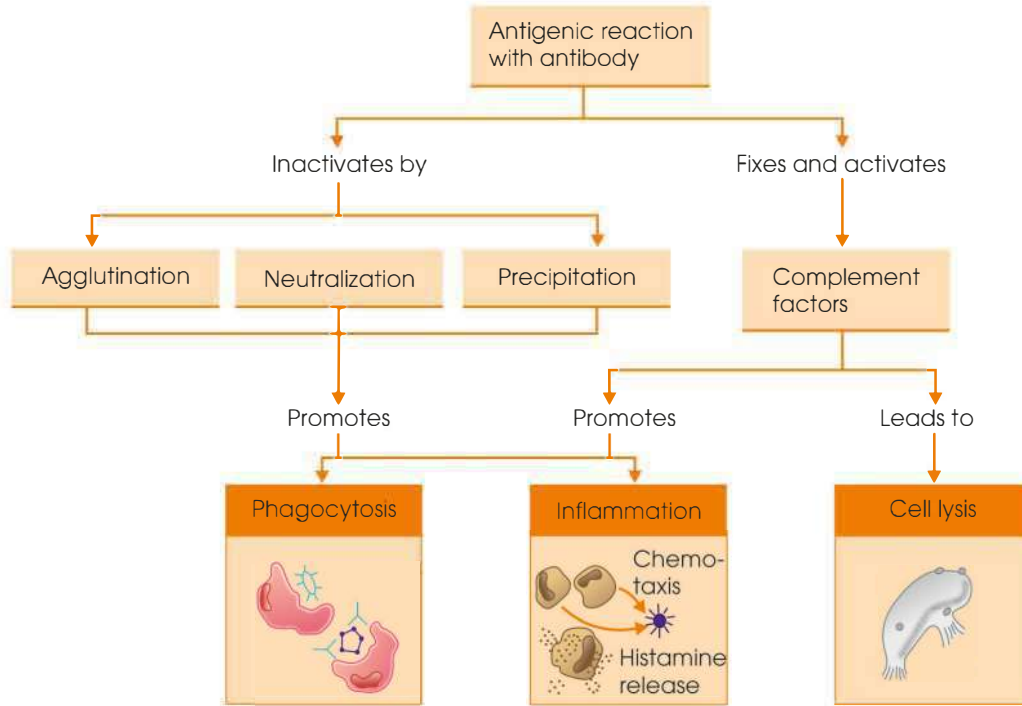 Antigenic reaction
with antibody
Inactivates by
Fixes and activates
Agglutination
Neutralization
Precipitation
Complement
factors
Promotes
Promotes
Leads to
Phagocytosis
Inflammation
Cell lysis
Chemo-
taxis
Histamine
release